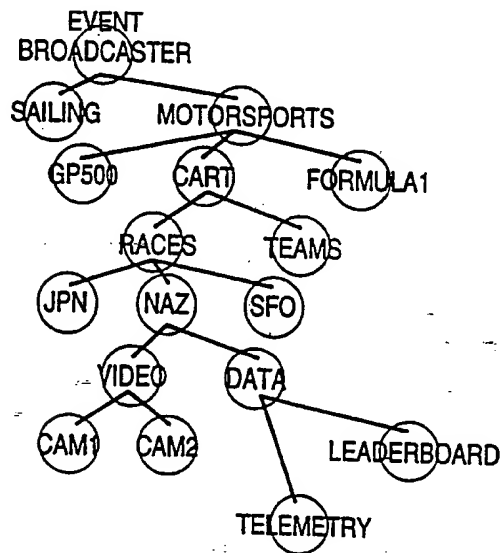 EVENT
BROADCASTER
SAILING
MOTORSPORTS
GP500
CART
FORMULA1
RACES
TEAMS
JPN
NAZ
SFO
VIDEO
DATA
CAM1
CAM2
LEADERBOARD
TELEMETRY